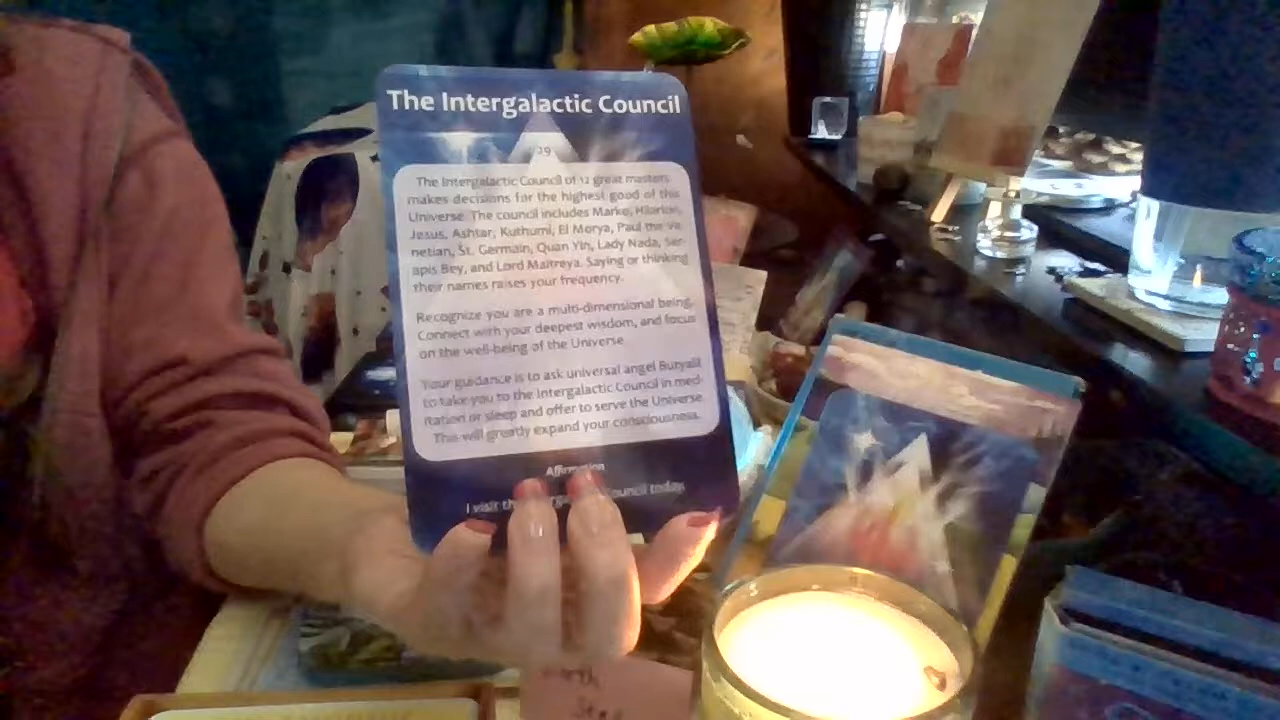 The Intergalactic Council
29
The Intergalactic Council of 12 great masters
makes decisions for the highest good of this
Universe. The council includes Marko, Hilarion,
Jesus, Ashtar, Kuthumi, El Morya, Paul the Ve-
netian, St. Germain, Quan Yin, Lady Nada, Ser-
apis Bey, and Lord Maitreya. Saying or thinking
their names raises your frequency.
Recognize you are a multi-dimensional being.
Connect with your deepest wisdom, and focus
on the well-being of the Universe.
Your guidance is to ask universal angel Butyalil
to take you to the Intergalactic Council in med-
itation or sleep and offer to serve the Universe.
This will greatly expand your consciousness.
Affirmation
I visit the Council today.